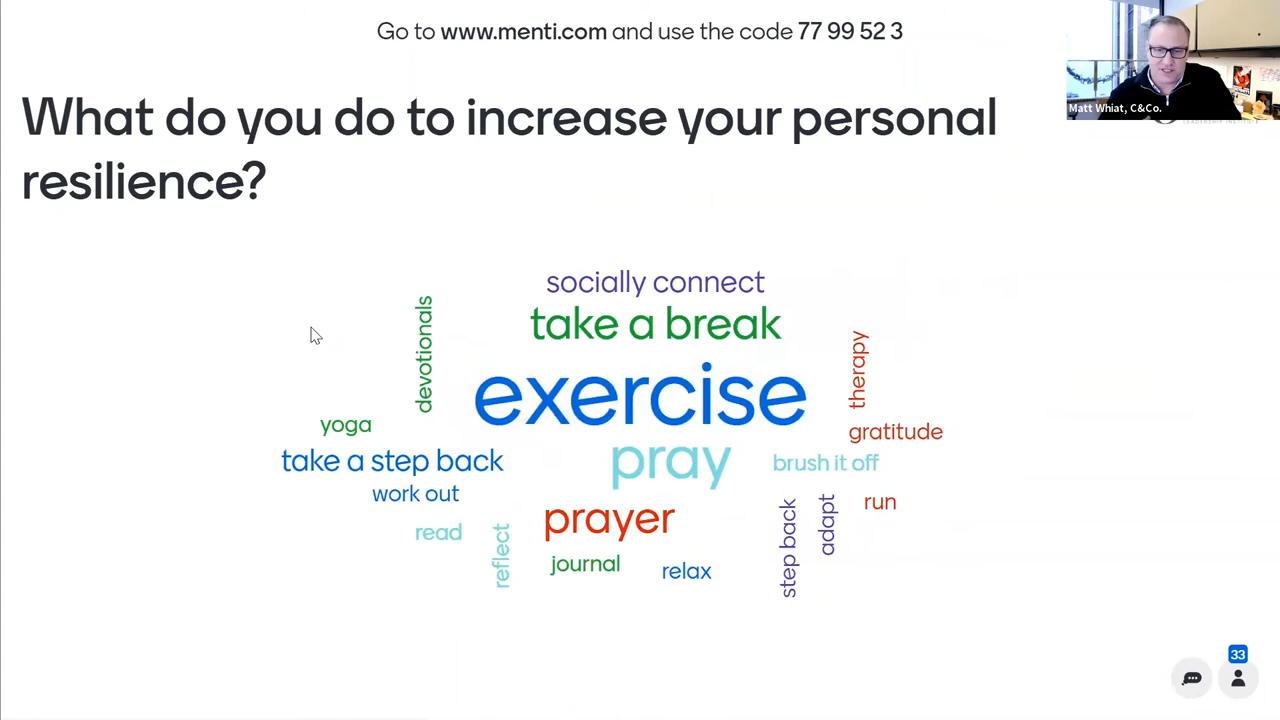 Go to www.menti.com and use the code 77 99 52 3
Matt Whiat, C&Co.
What do you do to increase your personal
resilience?
socially connect
devotionals
take a break
therapy
exercise
yoga
gratitude
take a step back
pray
brush it off
work out
run
read
reflect
prayer
step back
adapt
journal
relax
33